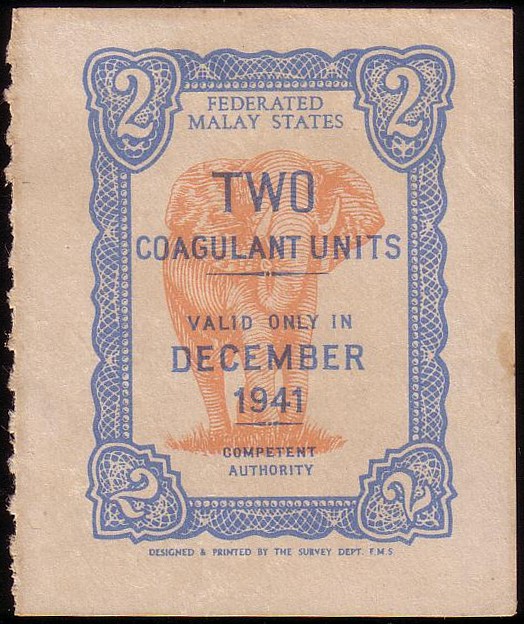 2 2
FEDERATED
MALAY STATES
TWO
COAGULANT UNITS
VALID ONLY IN
DECEMBER
1941
COMPETENT
AUTHORITY
2 2
DESIGNED & PRINTED BY THE SURVEY DEPT. F.M.S